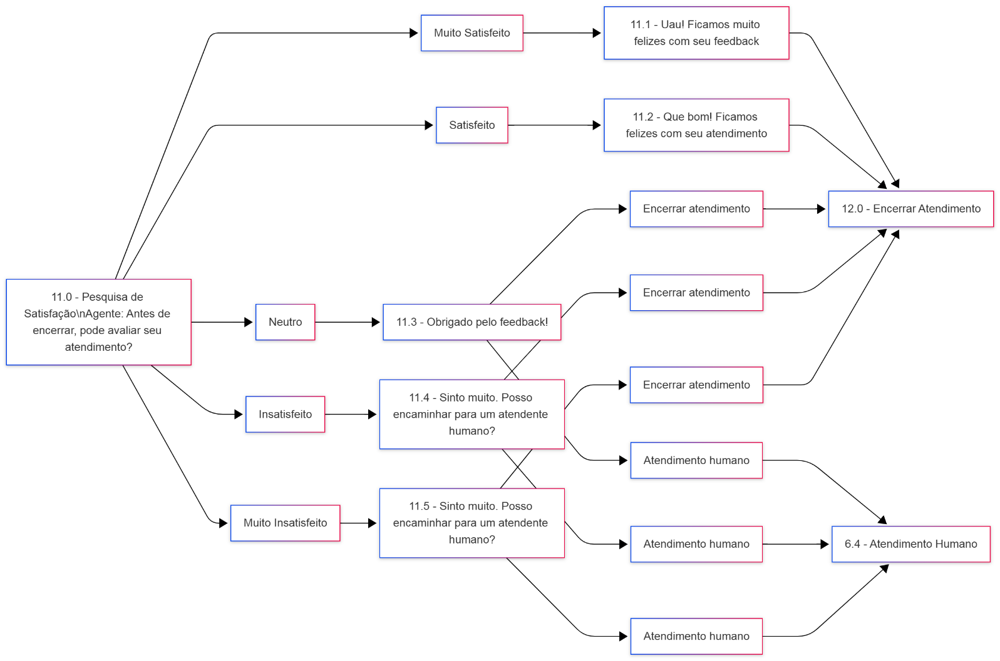 Muito Satisfeito
11.1 - Uau! Ficamos muito
felizes com seu feedback
Satisfeito
11.2 - Que bom! Ficamos
felizes com seu atendimento
Encerrar atendimento
12.0 - Encerrar Atendimento
Encerrar atendimento
11.0 - Pesquisa de
Satisfação\nAgente: Antes de
encerrar, pode avaliar seu
atendimento?
Neutro
11.3 - Obrigado pelo feedback!
Encerrar atendimento
Insatisfeito
11.4 - Sinto muito. Posso
encaminhar para um atendente
humano?
Atendimento humano
Muito Insatisfeito
11.5 - Sinto muito. Posso
encaminhar para um atendente
humano?
Atendimento humano
6.4 - Atendimento Humano
Atendimento humano